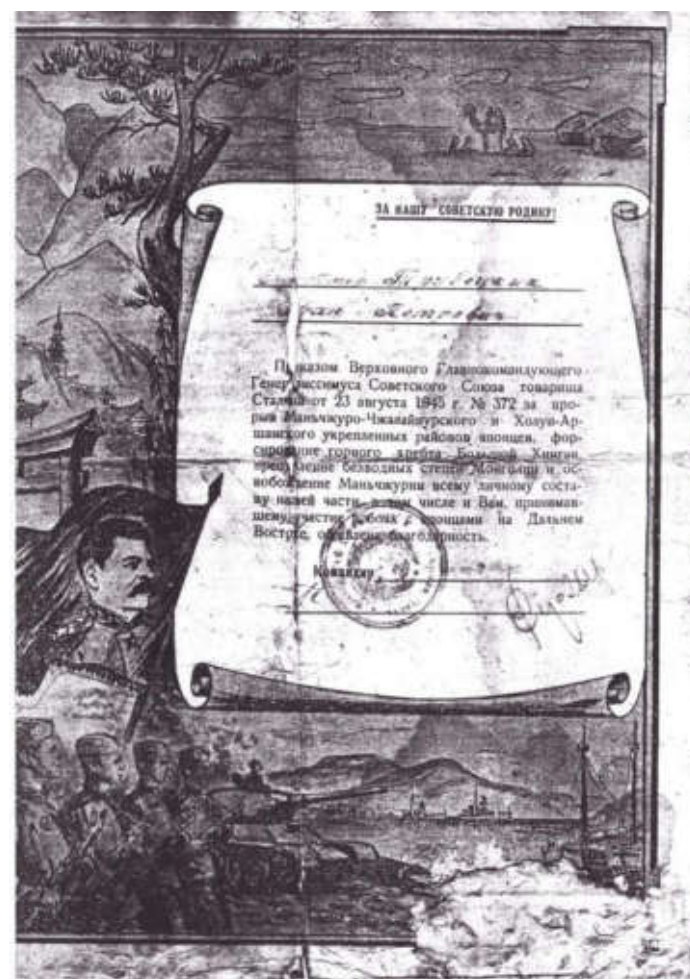 ЗА НАШУ СОВЕТСКУЮ РОДИНУ!
Приказом Верховного Главнокомандующего
Генералиссимуса Советского Союза товарища
Сталина от 23 августа 1945 г. № 372 за про-
рыв Маньчжуро-Чжалайнурского и Халун-Ар-
шанского укрепленных районов японцев, фор-
сирование горного хребта Большой Хинган,
преодоление безводных степей Монголии и ос-
вобождение Маньчжурии всему личному соста-
ву нашей части, в том числе и Вам, принимав-
шему участие в боях с японцами на Дальнем
Востоке, объявлена благодарность.
Командир